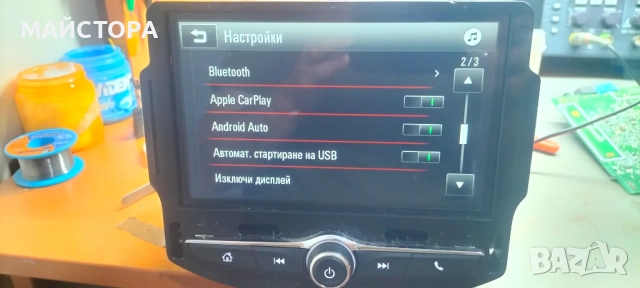 МАЙСТОРА
Настройки
2/3
Bluetooth
Apple CarPlay
Android Auto
Автомат. стартиране на USB
Изключи дисплей
BAZAR